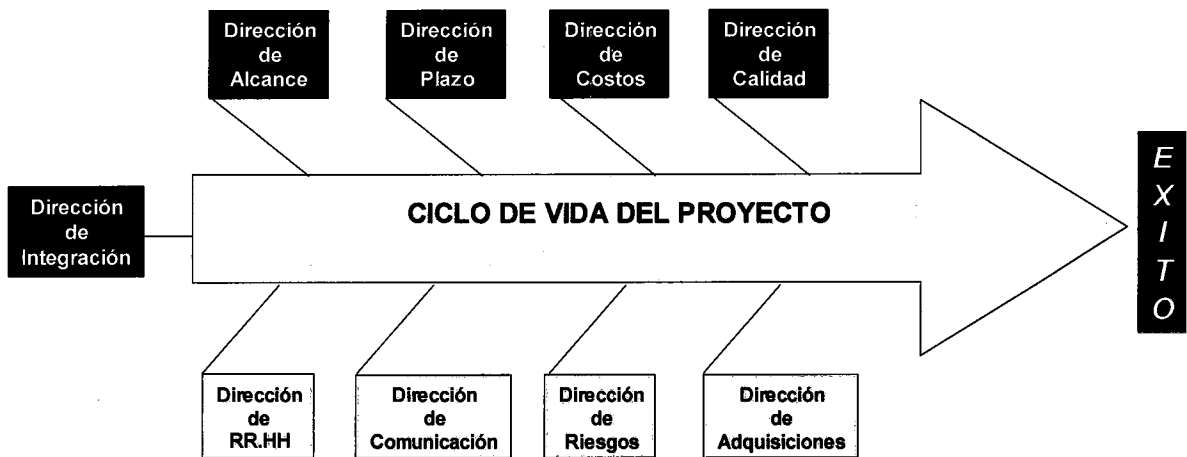 Dirección
de
Alcance
Dirección
de
Plazo
Dirección
de
Costos
Dirección
de
Calidad
Dirección
de
Integración
CICLO DE VIDA DEL PROYECTO
E
X
I
T
O
Dirección
de
RR.HH
Dirección
de
Comunicación
Dirección
de
Riesgos
Dirección
de
Adquisiciones